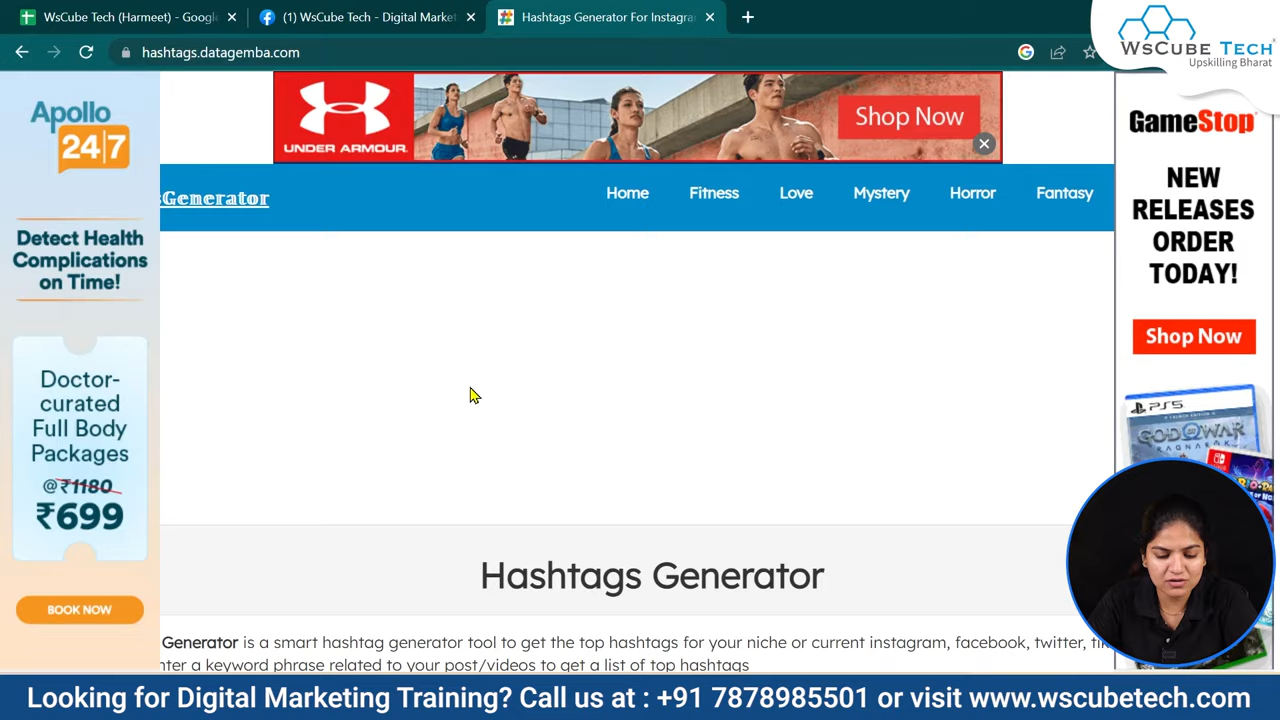 WsCube Tech (Harmeet) - Google
(1) WsCube Tech - Digital Market
Hashtags Generator For Instagra
hashtags.datagemba.com
WsCube Tech
Upskilling Bharat
Apollo
24|7
Detect Health
Complications
on Time!
Doctor-
curated
Full Body
Packages
@₹1180
₹699
BOOK NOW
UNDER ARMOUR.
Shop Now
sGenerator
Home
Fitness
Love
Mystery
Horror
Fantasy
GameStop
NEW
RELEASES
ORDER
TODAY!
Shop Now
PS5
GOD OF WAR
RAGNARÖK
Hashtags Generator
Generator is a smart hashtag generator tool to get the top hashtags for your niche or current instagram, facebook, twitter, ti
nter a keyword phrase related to your post/videos to get a list of top hashtags
Looking for Digital Marketing Training? Call us at : +91 7878985501 or visit www.wscubetech.com